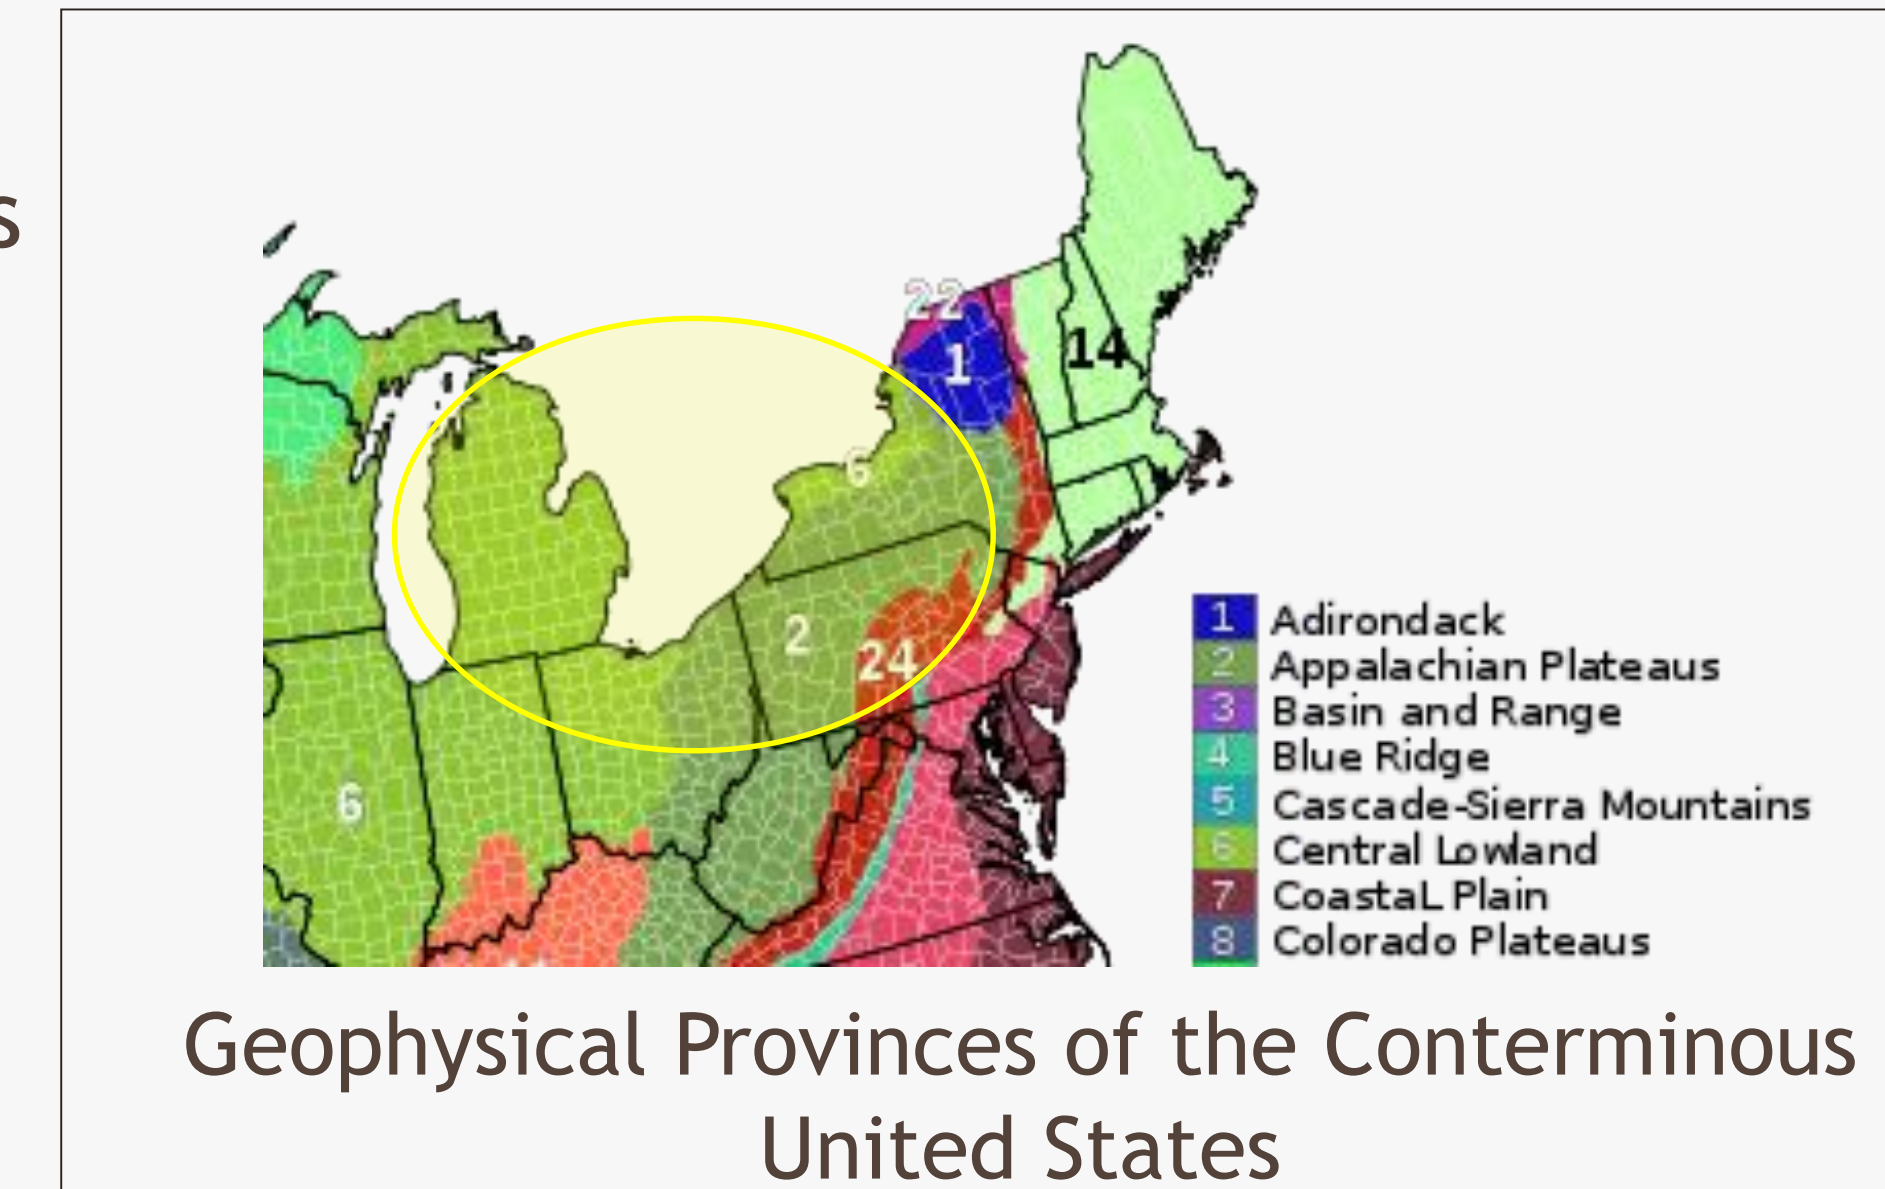 s
22
1
14
6
2
24
6
1 Adirondack
2 Appalachian Plateaus
3 Basin and Range
4 Blue Ridge
5 Cascade-Sierra Mountains
6 Central Lowland
7 CoastaL Plain
8 Colorado Plateaus
Geophysical Provinces of the Conterminous
United States